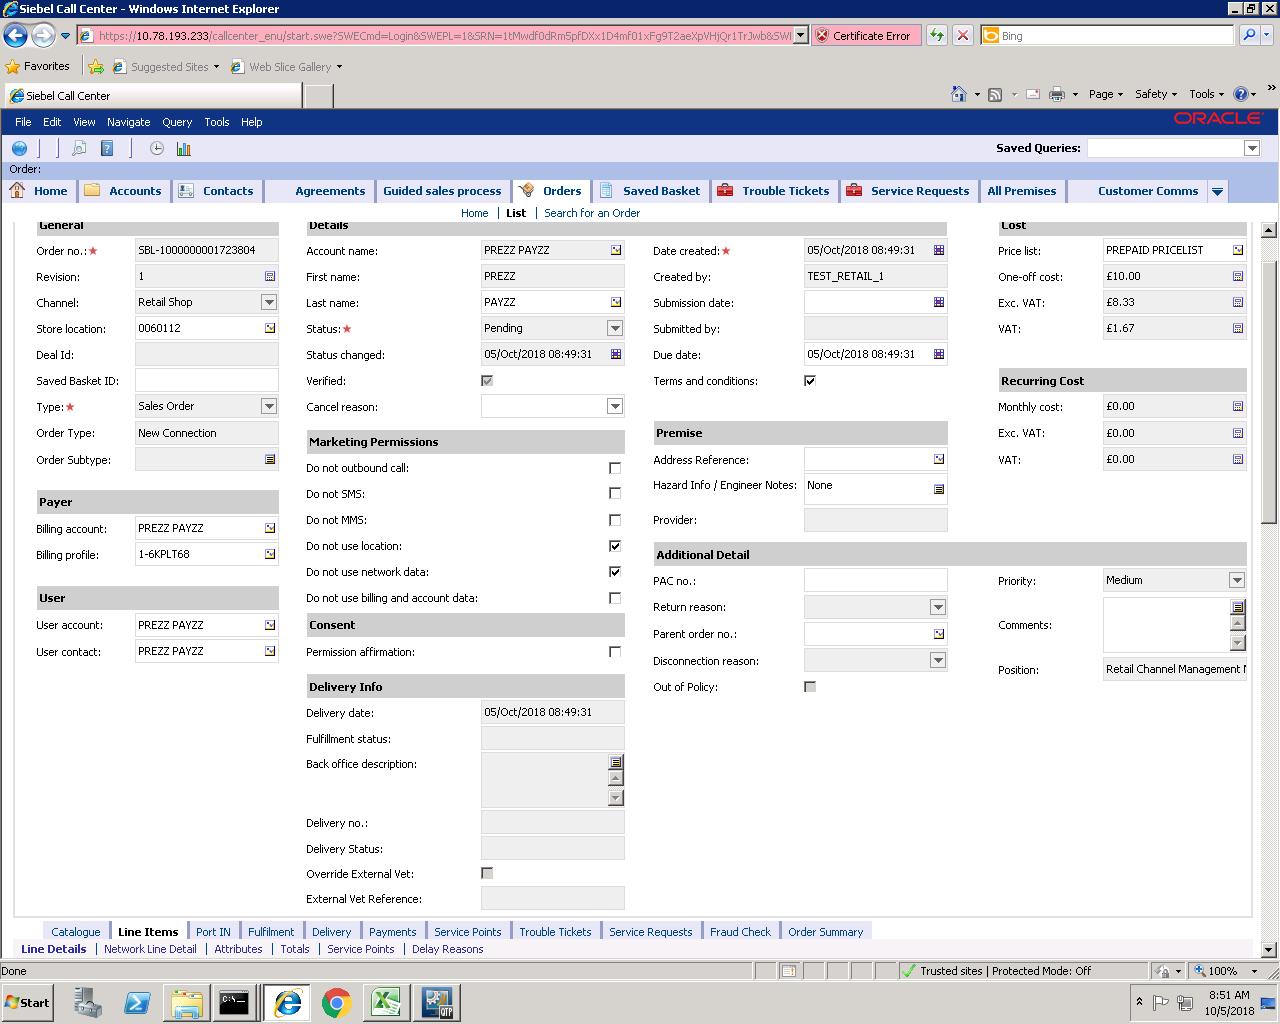 Siebel Call Center - Windows Internet Explorer
https://10.78.193.233/callcenter_enu/start.swe?SWECmd=Login&SWEPL=1&SRN=
Certificate Error
Bing
Favorites
Suggested Sites
Web Slice Gallery
Siebel Call Center
Page
Safety
Tools
File Edit View Navigate Query Tools Help
ORACLE
Saved Queries:
Order:
Home Accounts Contacts Agreements Guided sales process Orders Saved Basket Trouble Tickets Service Requests All Premises Customer Comms
Home | List | Search for an Order
General
Order no.:★ SBL-1000000001723804
Revision: 1
Channel: Retail Shop
Store location: 0060112
Deal Id:
Saved Basket ID:
Type:★ Sales Order
Order Type: New Connection
Order Subtype:
Payer
Billing account: PREZZ PAYZZ
Billing profile: 1-6KPLT68
User
User account: PREZZ PAYZZ
User contact: PREZZ PAYZZ
Details
Account name: PREZZ PAYZZ
First name: PREZZ
Last name: PAYZZ
Status:★ Pending
Status changed: 05/Oct/2018 08:49:31
Verified:
Cancel reason:
Marketing Permissions
Do not outbound call:
Do not SMS:
Do not MMS:
Do not use location:
Do not use network data:
Do not use billing and account data:
Consent
Permission affirmation:
Delivery Info
Delivery date: 05/Oct/2018 08:49:31
Fulfillment status:
Back office description:
Delivery no.:
Delivery Status:
Override External Vet:
External Vet Reference:
Date created:★ 05/Oct/2018 08:49:31
Created by: TEST_RETAIL_1
Submission date:
Submitted by:
Due date: 05/Oct/2018 08:49:31
Terms and conditions:
Premise
Address Reference:
Hazard Info / Engineer Notes: None
Provider:
Additional Detail
PAC no.:
Return reason:
Parent order no.:
Disconnection reason:
Out of Policy:
Priority: Medium
Comments:
Position: Retail Channel Management
Cost
Price list: PREPAID PRICELIST
One-off cost: £10.00
Exc. VAT: £8.33
VAT: £1.67
Recurring Cost
Monthly cost: £0.00
Exc. VAT: £0.00
VAT: £0.00
Catalogue Line Items Port IN Fulfilment Delivery Payments Service Points Trouble Tickets Service Requests Fraud Check Order Summary
Line Details | Network Line Detail | Attributes | Totals | Service Points | Delay Reasons
Done
Trusted sites | Protected Mode: Off
100%
Start
C:\
QTP
8:51 AM
10/5/2018